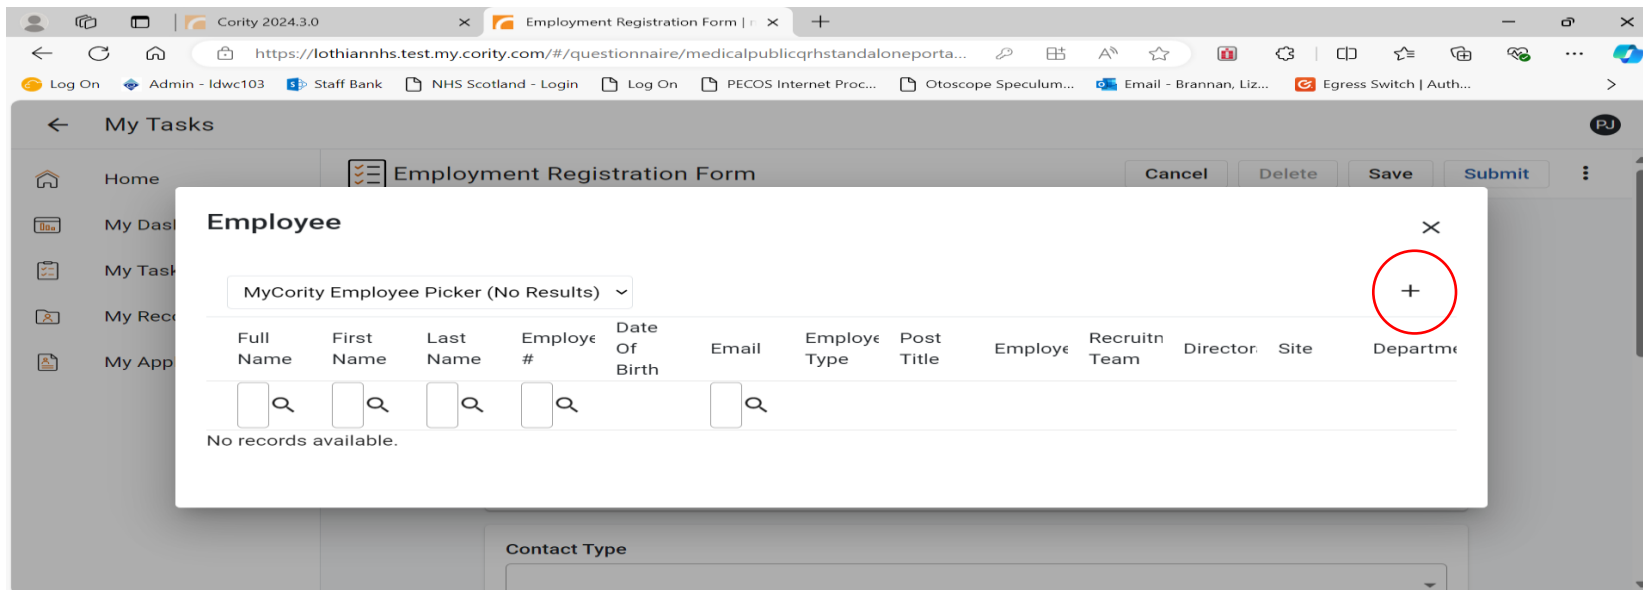 Cority 2024.3.0
Employment Registration Form |
https://lothiannhs.test.my.cority.com/#/questionnaire/medicalpublicqrhstandaloneporta...
Log On Admin - ldwc103 Staff Bank NHS Scotland - Login Log On PECOS Internet Proc... Otoscope Speculum... Email - Brannan, Liz... Egress Switch | Auth...
My Tasks PJ
Home Employment Registration Form Cancel Delete Save Submit
My Das
My Task
My Rec
My App
Employee
MyCority Employee Picker (No Results)
Full Name First Name Last Name Employe # Date Of Birth Email Employe Type Post Title Employe Recruitn Team Director Site Departme
No records available.
Contact Type